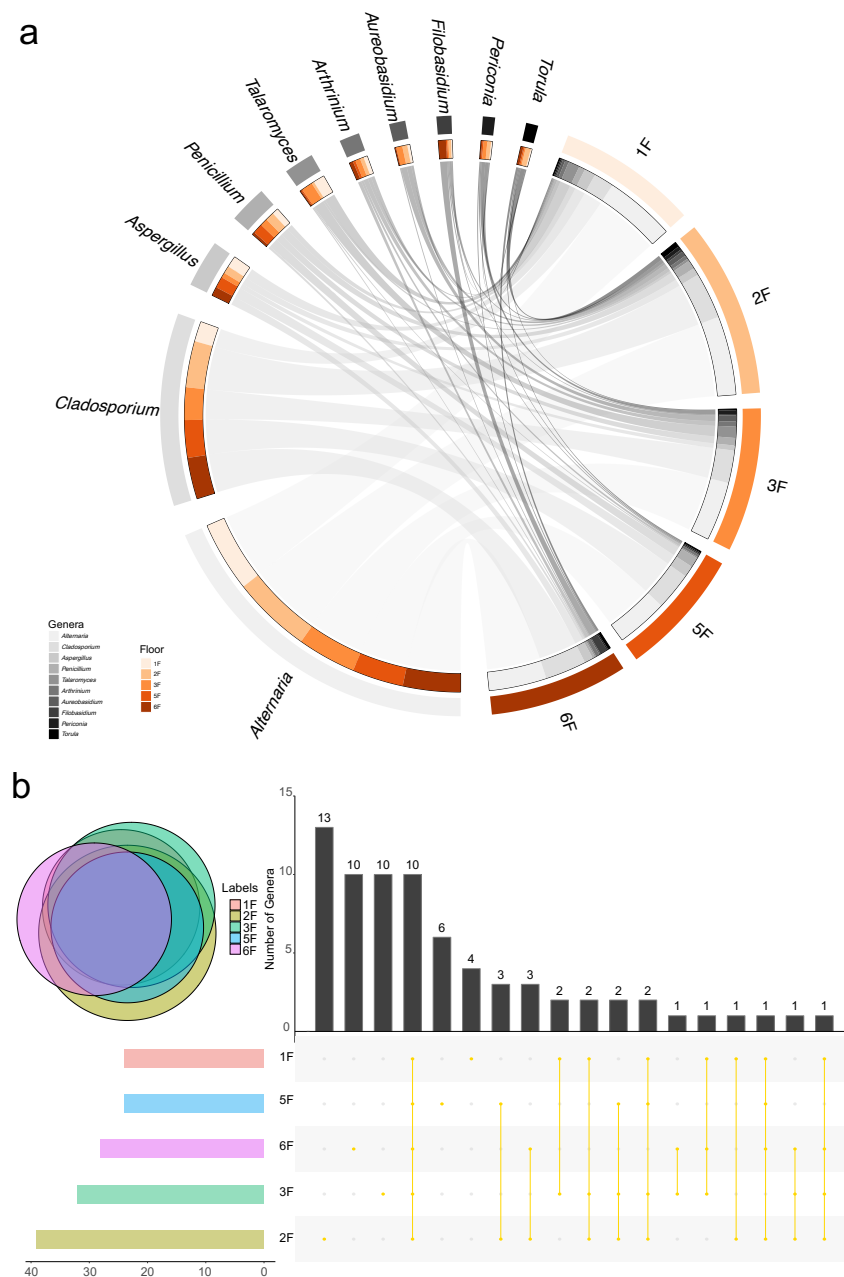 a
Aureobasidium
Filobasidium
Periconia
Torula
Arthrinium
Talaromyces
Penicillium
Aspergillus
Cladosporium
Alternaria
1F
2F
3F
5F
6F
Genera
Alternaria
Cladosporium
Aspergillus
Penicillium
Talaromyces
Arthrinium
Aureobasidium
Filobasidium
Periconia
Torula
Floor
1F
2F
3F
5F
6F
b
Labels
1F
2F
3F
5F
6F
Number of Genera
15
10
5
0
13 10 10 10 6 4 3 3 2 2 2 2 1 1 1 1 1 1
1F
5F
6F
3F
2F
40 30 20 10 0